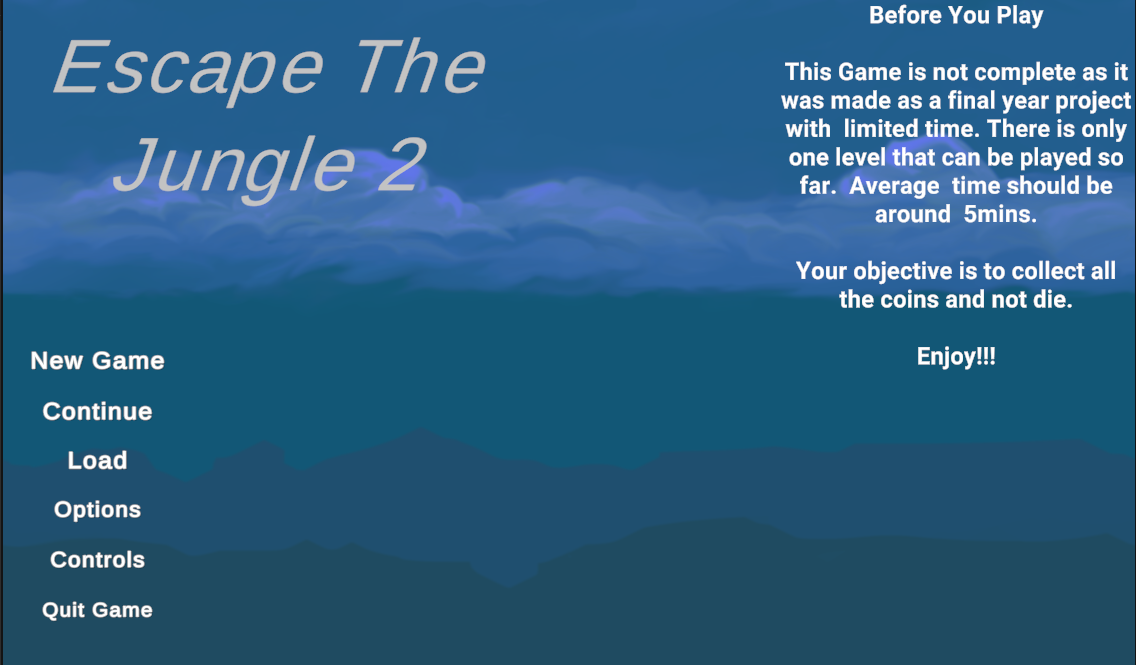 Escape The
Jungle 2
Before You Play
This Game is not complete as it
was made as a final year project
with limited time. There is only
one level that can be played so
far. Average time should be
around 5mins.
Your objective is to collect all
the coins and not die.
Enjoy!!!
New Game
Continue
Load
Options
Controls
Quit Game